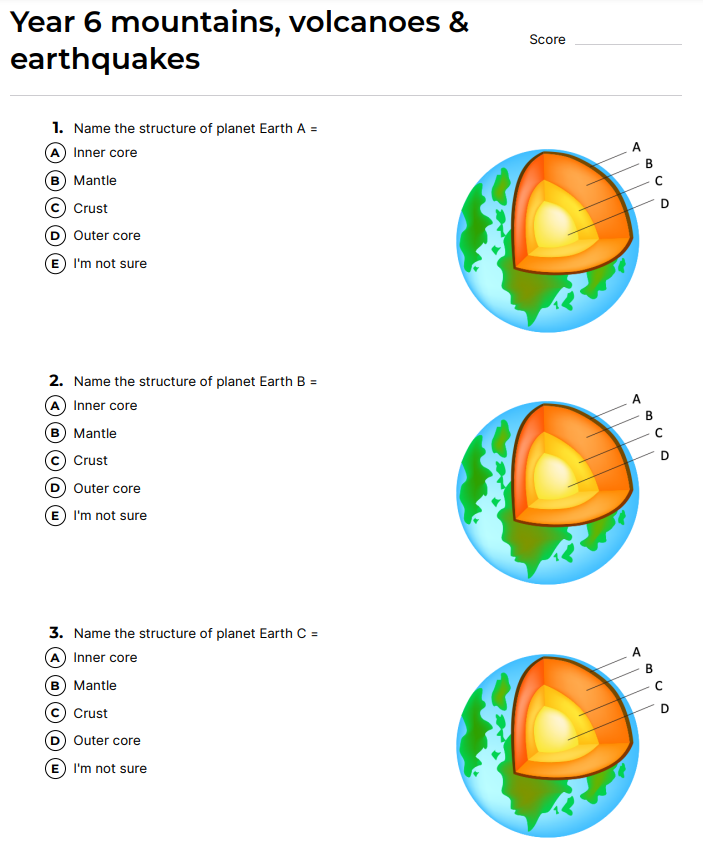 Year 6 mountains, volcanoes &
earthquakes
Score
1. Name the structure of planet Earth A =
A Inner core
B Mantle
C Crust
D Outer core
E I'm not sure
A
B
C
D
2. Name the structure of planet Earth B =
A Inner core
B Mantle
C Crust
D Outer core
E I'm not sure
A
B
C
D
3. Name the structure of planet Earth C =
A Inner core
B Mantle
C Crust
D Outer core
E I'm not sure
A
B
C
D